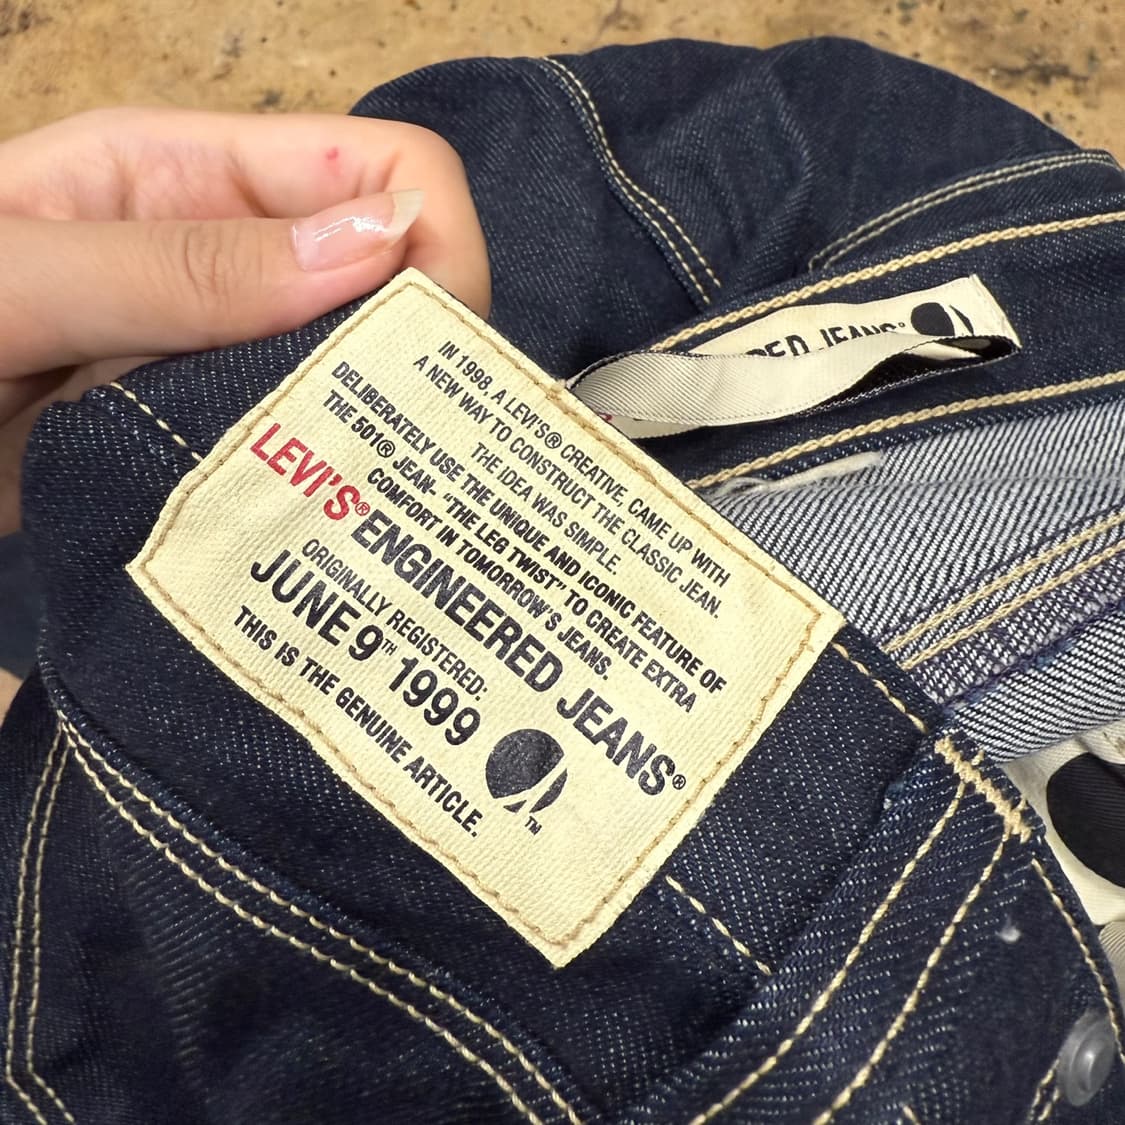 IN 1998, A LEVI'S® CREATIVE, CAME UP WITH
A NEW WAY TO CONSTRUCT THE CLASSIC JEAN.
THE IDEA WAS SIMPLE.
DELIBERATELY USE THE UNIQUE AND ICONIC FEATURE OF
THE 501® JEAN- "THE LEG TWIST" TO CREATE EXTRA
COMFORT IN TOMORROW'S JEANS.
LEVI'S® ENGINEERED JEANS®
ORIGINALLY REGISTERED:
JUNE 9TH 1999
THIS IS THE GENUINE ARTICLE.
TM
JEANS®